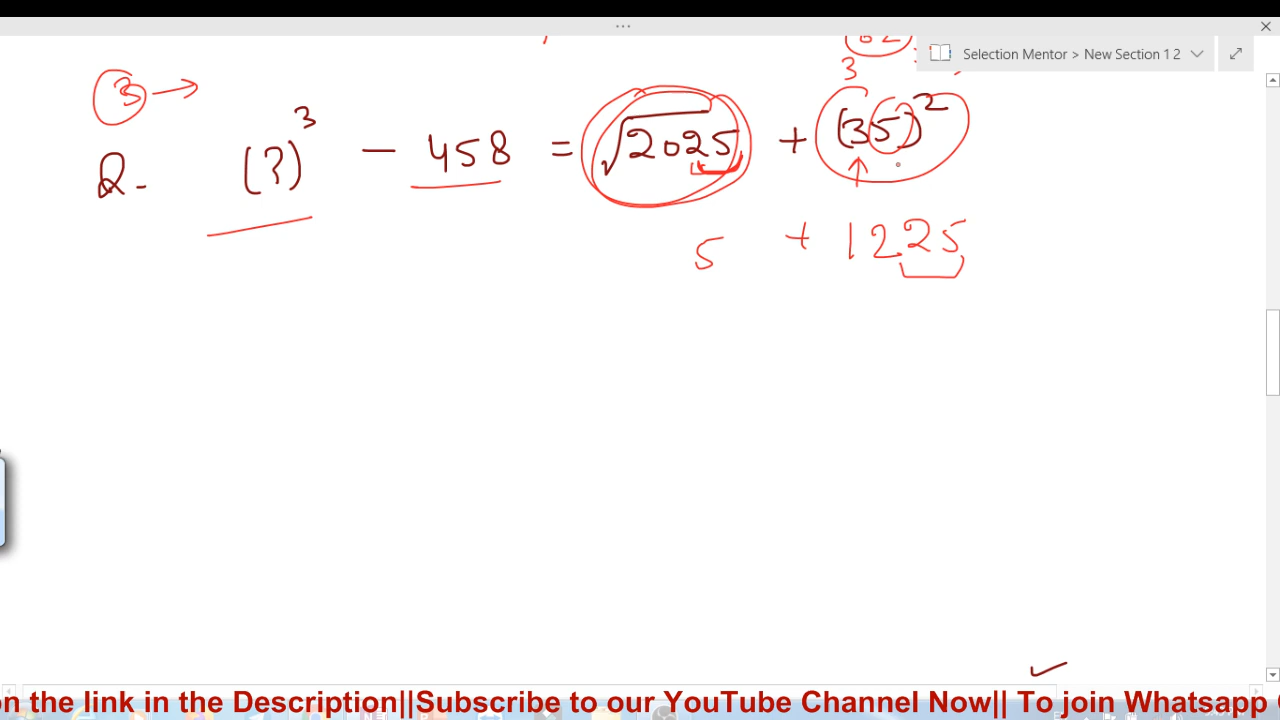 Selection Mentor > New Section 1 2
3
3 →
Q. (?)³ - 458 = √2025 + (35)²
5 + 1225
on the link in the Description||Subscribe to our YouTube Channel Now|| To join Whatsapp